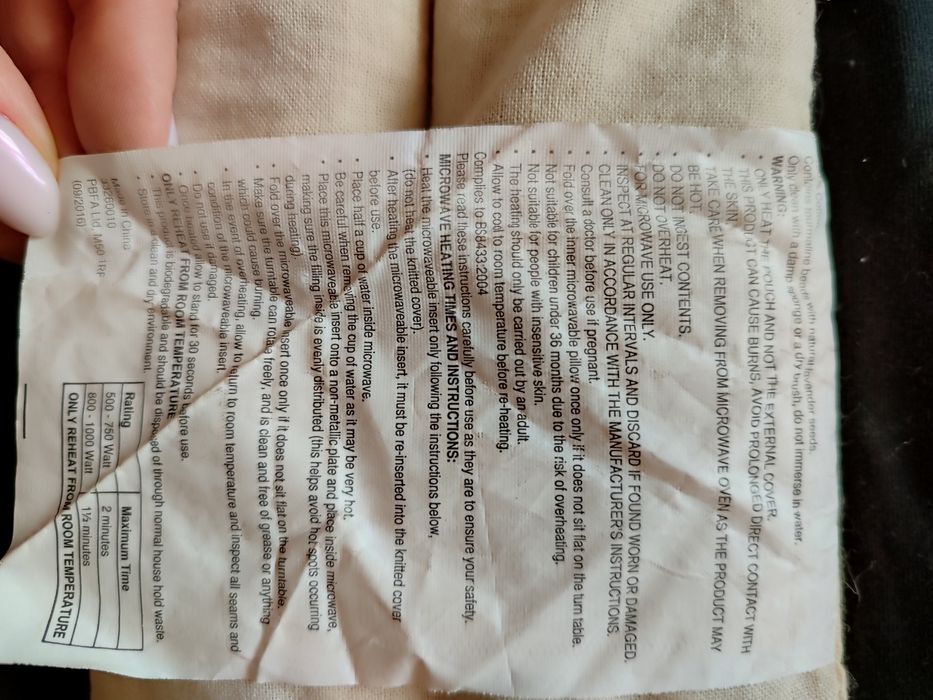 with natural lavender seeds.
Only clean with a damp sponge or a dry brush, do not immerse in water.
WARNING:
• ONLY HEAT THE POUCH AND NOT THE EXTERNAL COVER.
• THIS PRODUCT CAN CAUSE BURNS, AVOID PROLONGED DIRECT CONTACT WITH
THE SKIN
• TAKE CARE WHEN REMOVING FROM MICROWAVE OVEN AS THE PRODUCT MAY
BE HOT.
• DO NOT INGEST CONTENTS.
• DO NOT OVERHEAT.
• FOR MICROWAVE USE ONLY.
• INSPECT AT REGULAR INTERVALS AND DISCARD IF FOUND WORN OR DAMAGED.
• CLEAN ONLY IN ACCORDANCE WITH THE MANUFACTURER'S INSTRUCTIONS.
• Consult a doctor before use if pregnant.
• Fold over the inner microwavable pillow once only if it does not sit flat on the turn table.
• Not suitable for children under 36 months due to the risk of overheating.
• Not suitable for people with insensitive skin.
• The heating should only be carried out by an adult.
• Allow to cool to room temperature before re-heating.
Complies to BS8433:2004
Please read these instructions carefully before use as they are to ensure your safety.
MICROWAVE HEATING TIMES AND INSTRUCTIONS:
• Heat the microwaveable insert only following the instructions below,
(do not heat the knitted cover).
• After heating the microwaveable insert, it must be re-inserted into the knitted cover
before use.
• Place half a cup of water inside microwave.
• Be careful when removing the cup of water as it may be very hot.
• Place this microwaveable insert onto a non-metallic plate and place inside microwave,
making sure the filling inside is evenly distributed (this helps avoid hot spots occurring
during heating).
• Fold over the microwaveable insert once only if it does not sit flat on the turntable.
• Make sure the turntable can rotate freely, and is clean and free of grease or anything
which could cause burning.
• In the event of overheating, allow to return to room temperature and inspect all seams and
condition of the microwaveable insert.
• Do not use if damaged.
• Once heated allow to stand for 30 seconds before use.
ONLY REHEAT FROM ROOM TEMPERATURE
• This product is biodegradable and should be disposed of through normal house hold waste.
• Store in a clean and dry environment.
Made in China
PBFA Ltd, M90 1RP
(09/2016)
Rating Maximum Time
500 - 750 Watt 2 minutes
800 - 1000 Watt 1½ minutes
ONLY REHEAT FROM ROOM TEMPERATURE